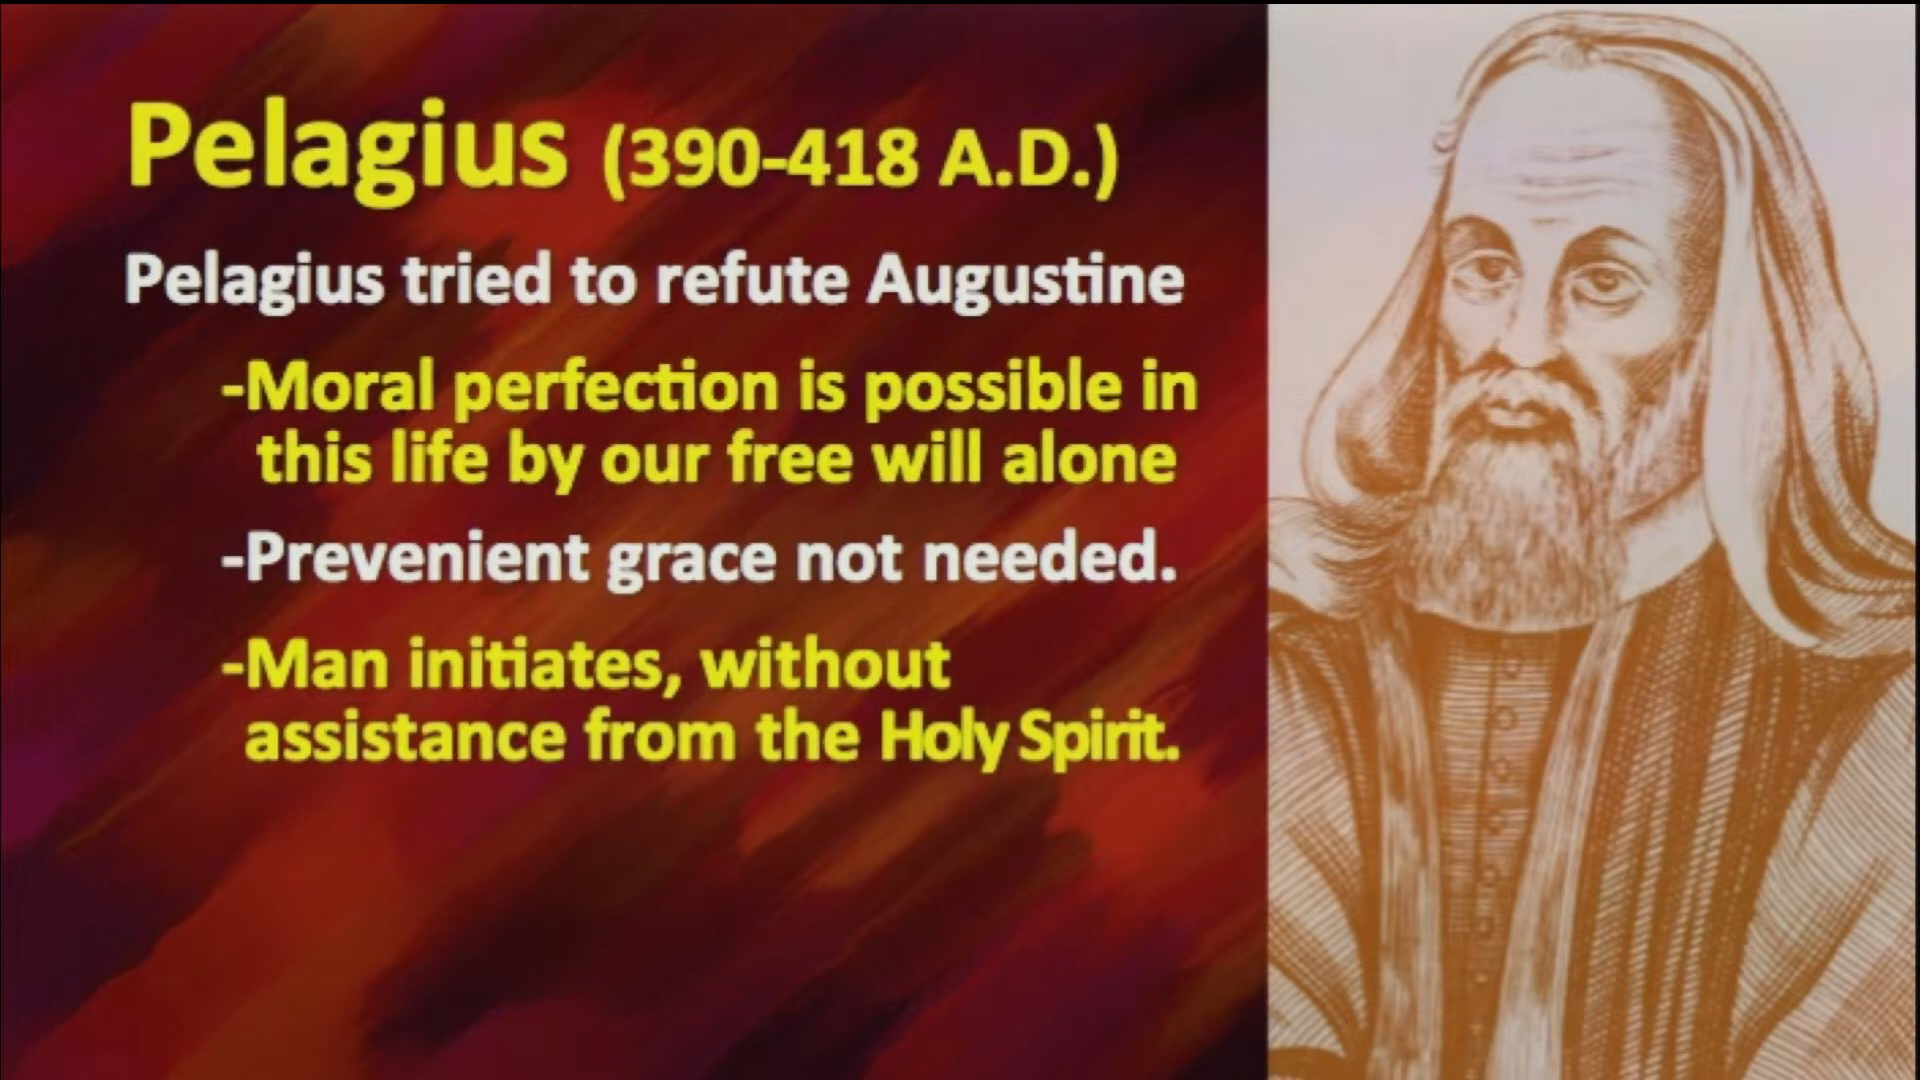 Pelagius (390-418 A.D.)
Pelagius tried to refute Augustine
-Moral perfection is possible in
this life by our free will alone
-Prevenient grace not needed.
-Man initiates, without
assistance from the Holy Spirit.